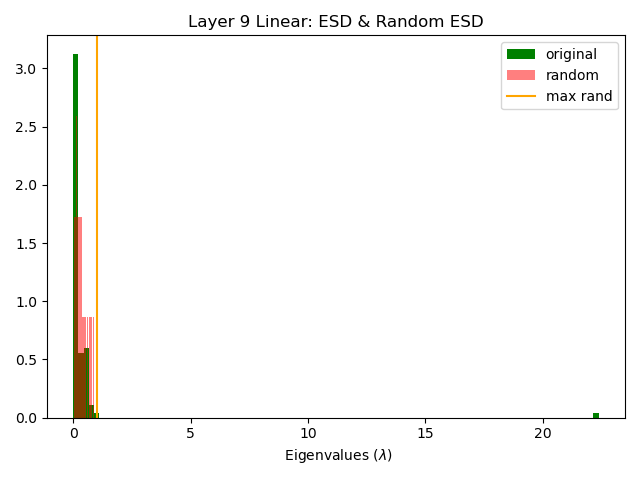 Layer 9 Linear: ESD & Random ESD
original
random
max rand
3.0
2.5
2.0
1.5
1.0
0.5
0.0
0 5 10 15 20
Eigenvalues (λ)